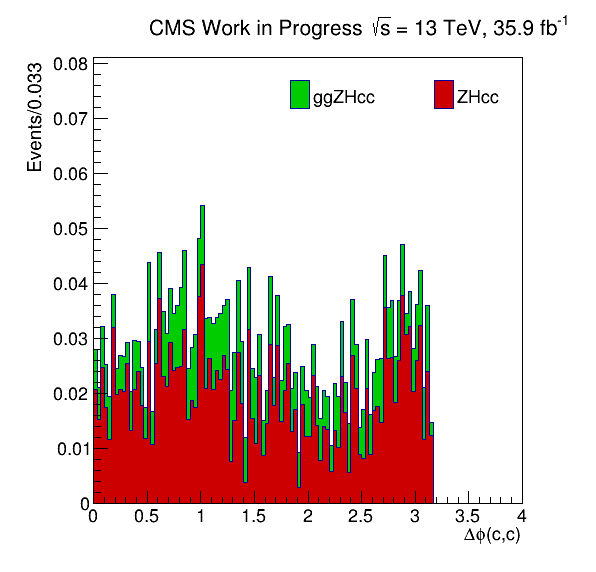 CMS Work in Progress √s = 13 TeV, 35.9 fb⁻¹
Events/0.033
0.08
0.07
0.06
0.05
0.04
0.03
0.02
0.01
0
ggZHcc ZHcc
0 0.5 1 1.5 2 2.5 3 3.5 4
Δϕ(c,c)